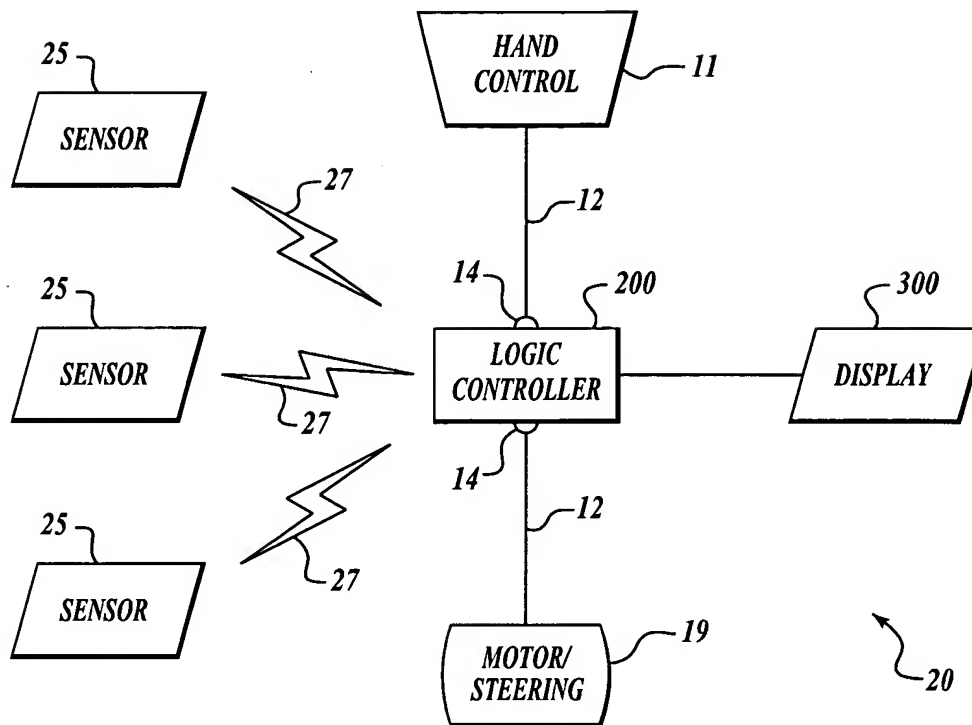 25
HAND
CONTROL
11
SENSOR
27
12
14
200
300
25
SENSOR
27
LOGIC
CONTROLLER
DISPLAY
14
12
25
SENSOR
27
MOTOR/
STEERING
19
20